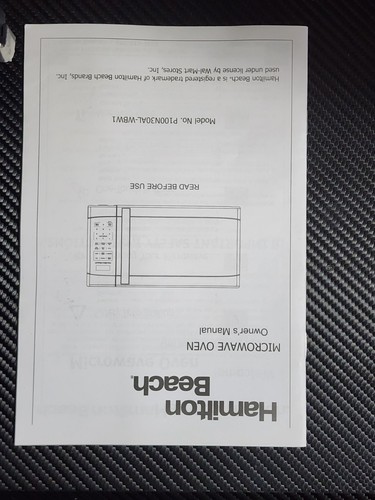 Hamilton
Beach.
MICROWAVE OVEN
Owner's Manual
READ BEFORE USE
Model No. P100N30AL-WBW1
Hamilton Beach. is a registered trademark of Hamilton Beach Brands, Inc.
used under license by Wal-Mart Stores, Inc.